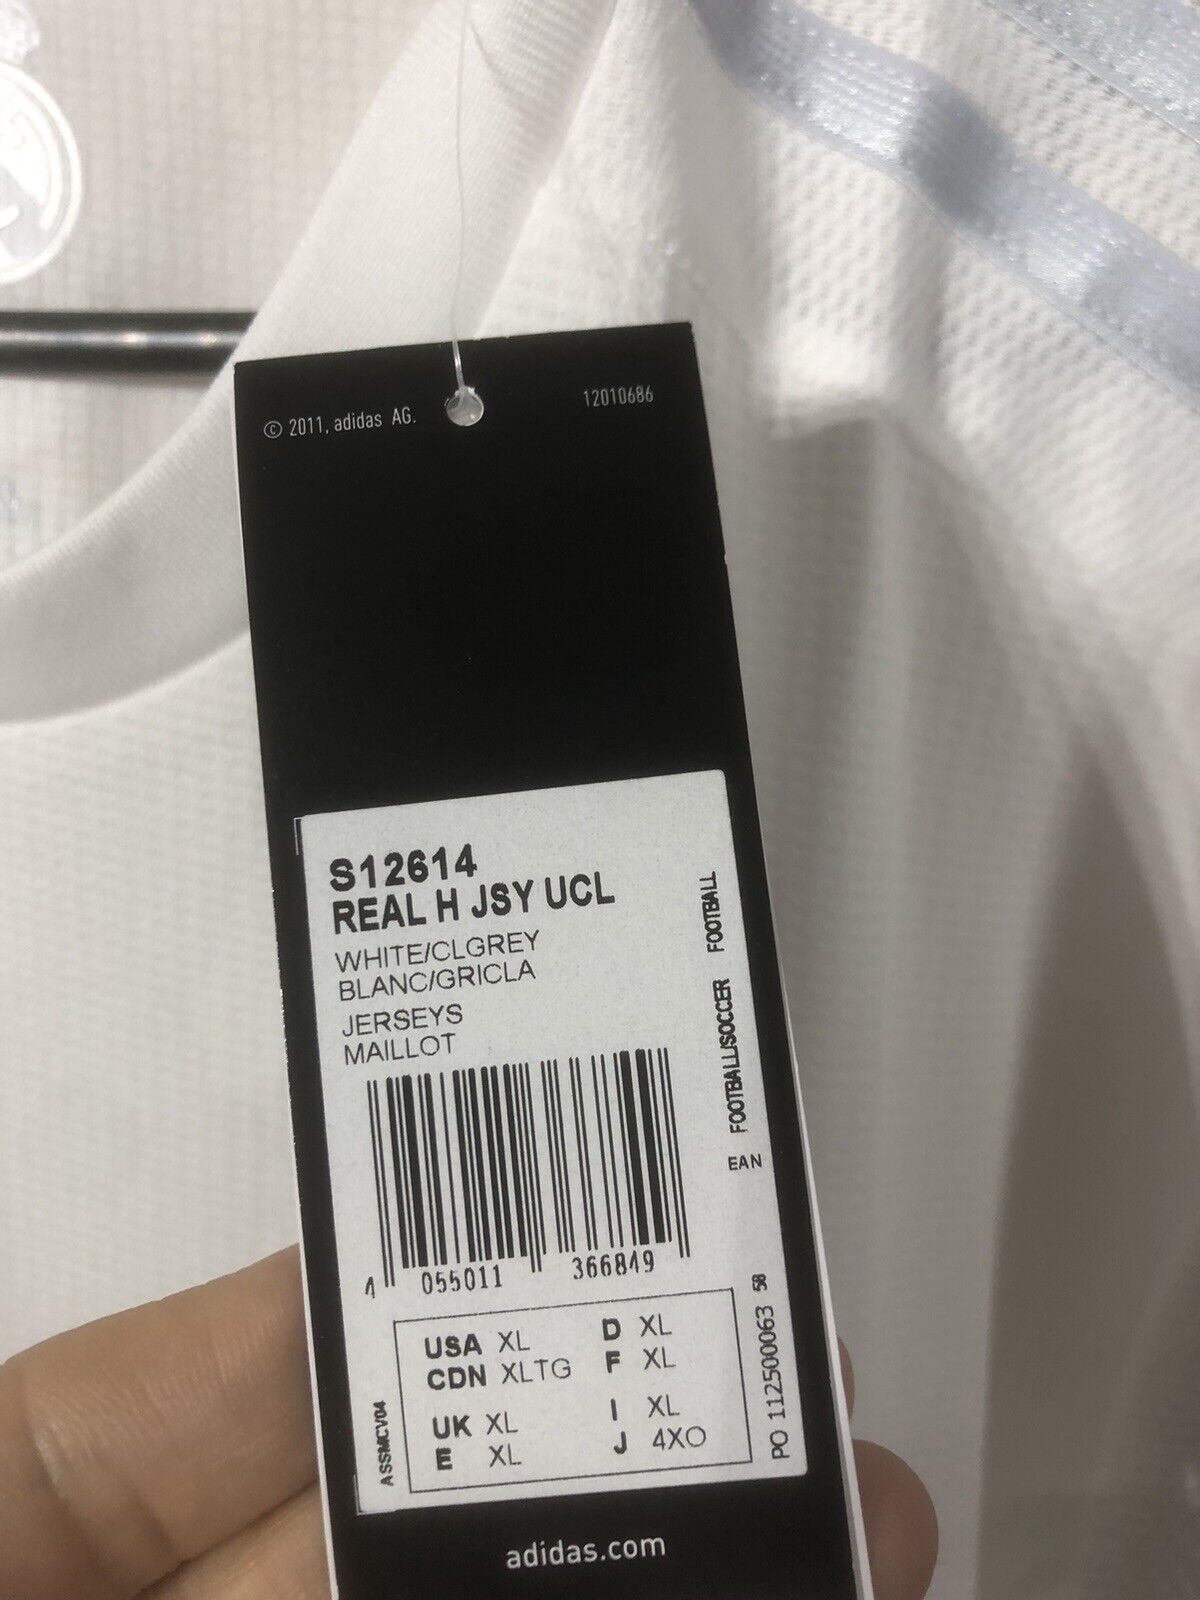 © 2011, adidas AG.
12010686
S12614
REAL H JSY UCL
WHITE/CLGREY
BLANC/GRICLA
JERSEYS
MAILLOT
FOOTBALL/SOCCER FOOTBALL
EAN
4 055011 366849
USA XL D XL
CDN XLTG F XL
UK XL I XL
E XL J 4XO
ASSMCV04
PO 112500063 58
adidas.com